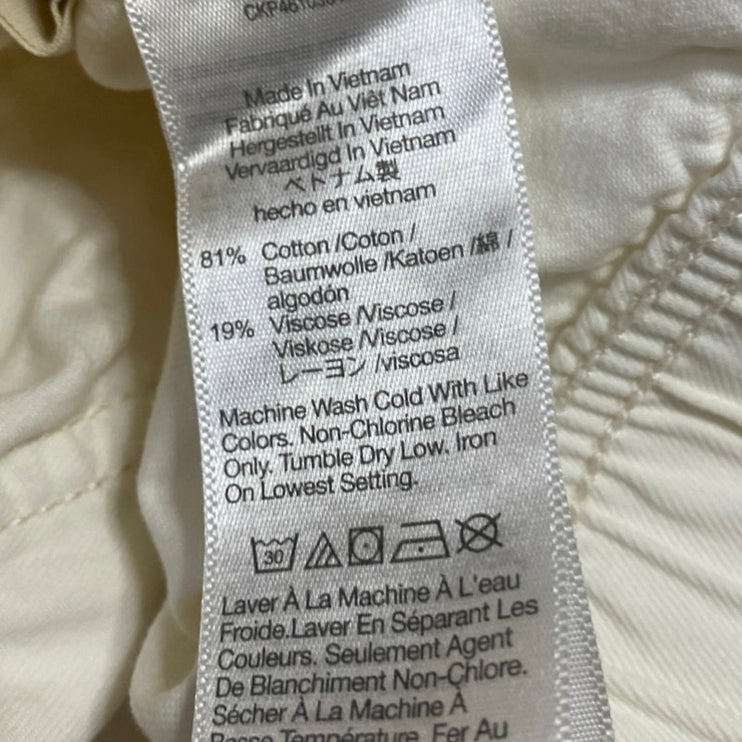 Made In Vietnam
Fabriqué Au Viêt Nam
Hergestellt In Vietnam
Vervaardigd In Vietnam
ベトナム製
hecho en vietnam
81% Cotton /Coton /
Baumwolle /Katoen /綿 /
algodón
19% Viscose /Viscose /
Viskose /Viscose /
レーヨン /viscosa
Machine Wash Cold With Like
Colors. Non-Chlorine Bleach
Only. Tumble Dry Low. Iron
On Lowest Setting.
30
Laver À La Machine À L'eau
Froide.Laver En Séparant Les
Couleurs. Seulement Agent
De Blanchiment Non-Chlore.
Sécher À La Machine À
Basse Température. Fer Au